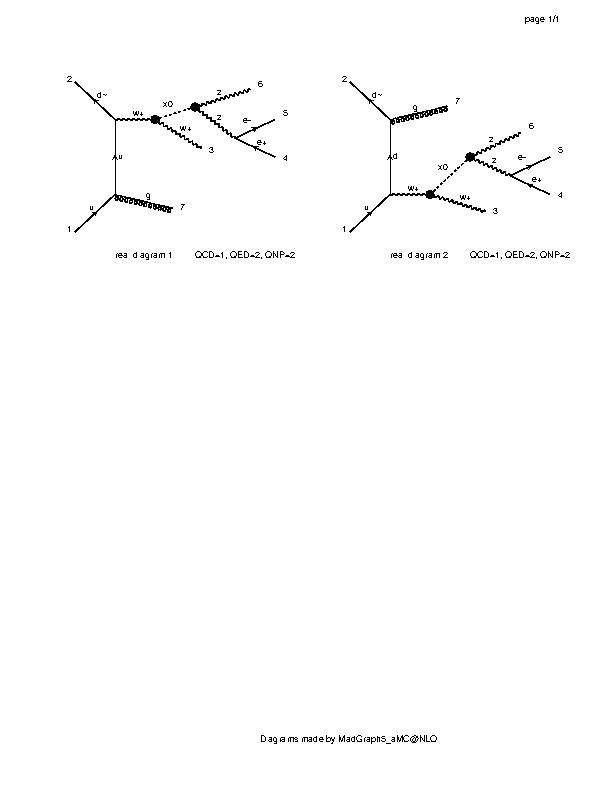 page 1/1
2
d~
w+
x0
z
6
w+
3
z
e-
5
e+
4
u
g
7
u
1
real diagram 1 QCD=1, QED=2, QNP=2
2
d~
g
7
d
x0
z
6
z
e-
5
e+
4
w+
w+
3
u
1
real diagram 2 QCD=1, QED=2, QNP=2
Diagrams made by MadGraph5_aMC@NLO